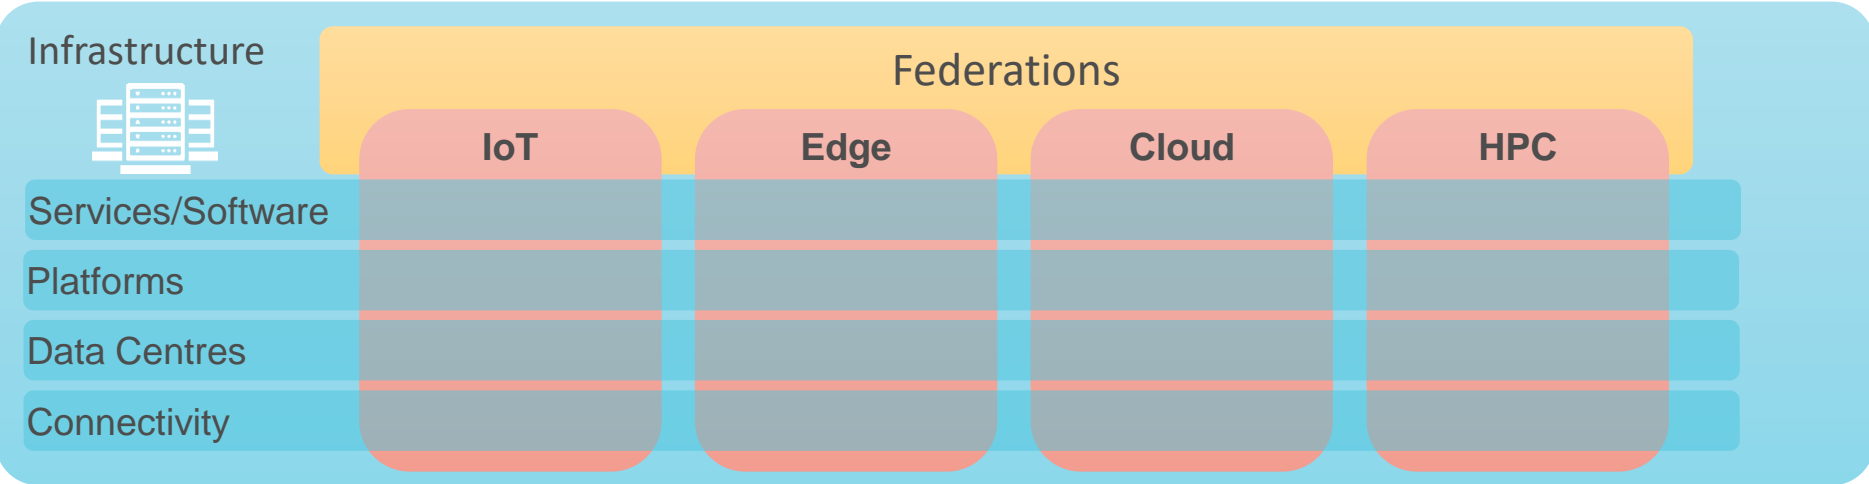 Infrastructure
Federations
IoT
Edge
Cloud
HPC
Services/Software
Platforms
Data Centres
Connectivity